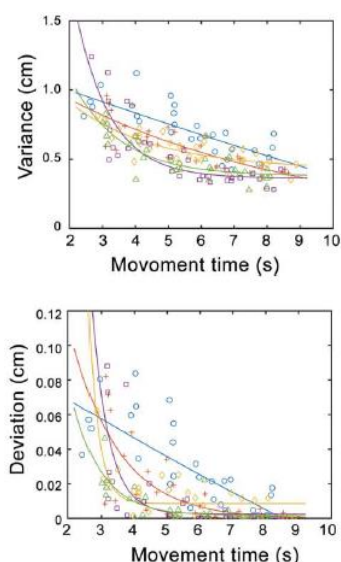 1.5
1.0
0.5
0
Variance (cm)
2 3 4 5 6 7 8 9 10
Movoment time (s)
0.12
0.10
0.08
0.06
0.04
0.02
0
Deviation (cm)
2 3 4 5 6 7 8 9 10
Movement time (s)